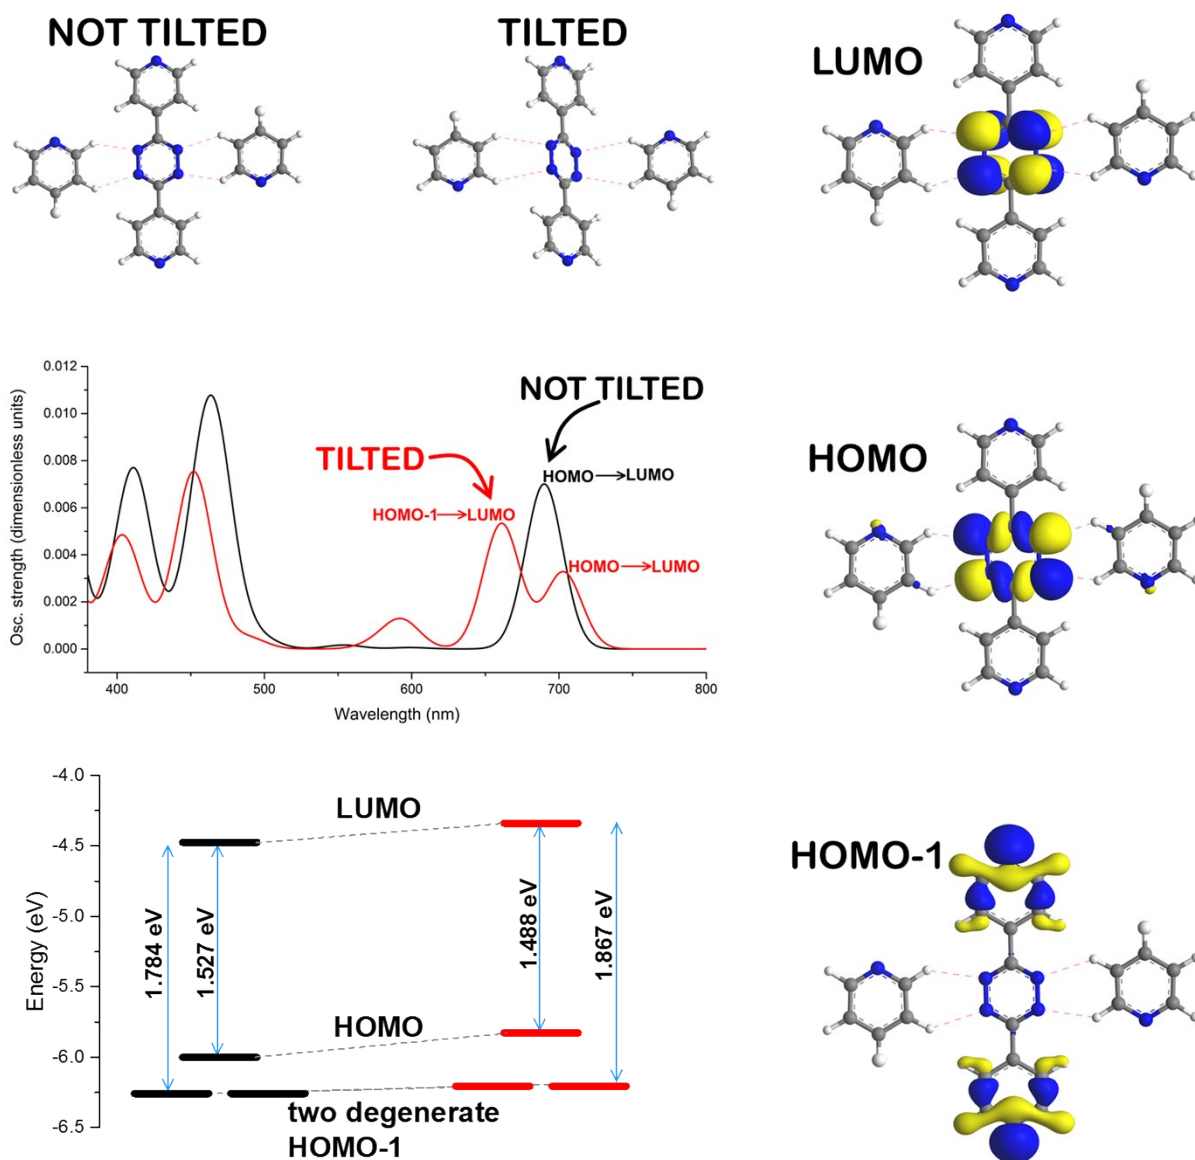 NOT TILTED
TILTED
LUMO
0.012
0.010
0.008
0.006
0.004
0.002
0.000
Osc. strength (dimensionless units)
NOT TILTED
TILTED
HOMO→LUMO
HOMO-1→LUMO
HOMO→LUMO
400
500
600
700
800
Wavelength (nm)
HOMO
-4.0
-4.5
-5.0
-5.5
-6.0
-6.5
Energy (eV)
LUMO
1.784 eV
1.527 eV
1.488 eV
1.867 eV
HOMO
two degenerate
HOMO-1
HOMO-1